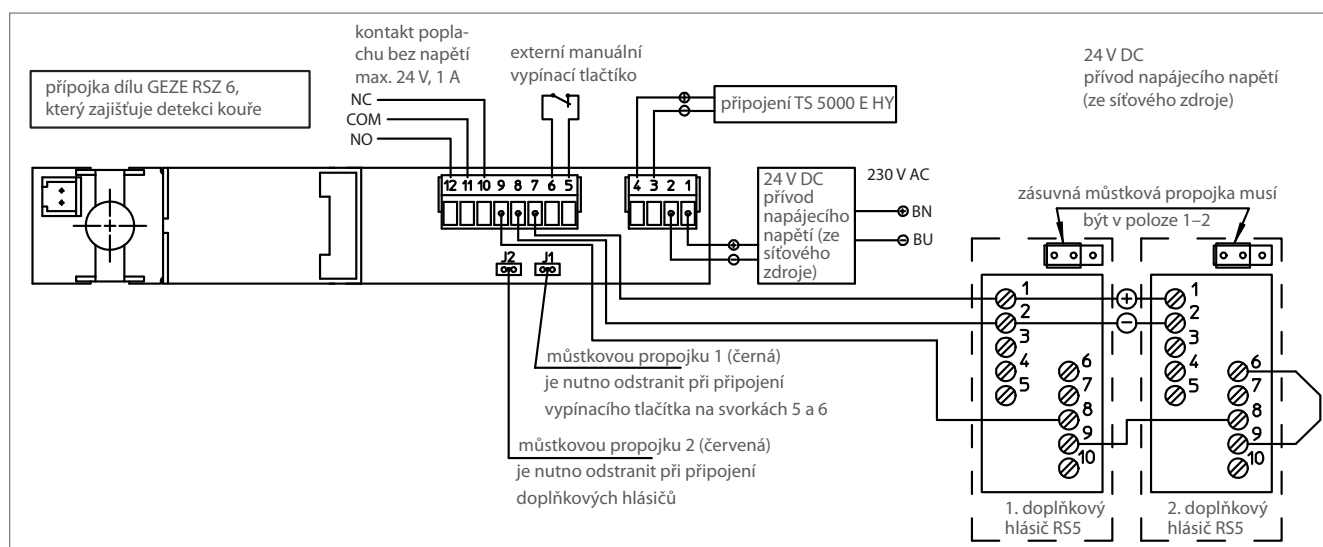 přípojka dílu GEZE RSZ 6,
který zajišťuje detekci kouře
kontakt popla-
chu bez napětí
max. 24 V, 1 A
NC
COM
NO
externí manuální
vypínací tlačtíko
připojení TS 5000 E HY
24 V DC
přívod napájecího napětí
(ze síťového zdroje)
12 11 10 9 8 7 6 5
4 3 2 1
24 V DC
přívod
napájecího
napětí (ze
síťového
zdroje)
230 V AC
BN
BU
zásuvná můstková propojka musí
být v poloze 1–2
J2
J1
můstkovou propojku 1 (černá)
je nutno odstranit při připojení
vypínacího tlačítka na svorkách 5 a 6
můstkovou propojku 2 (červená)
je nutno odstranit při připojení
doplňkových hlásičů
1
2
3
4
5
6
7
8
9
10
1. doplňkový
hlásič RS5
1
2
3
4
5
6
7
8
9
10
2. doplňkový
hlásič RS5